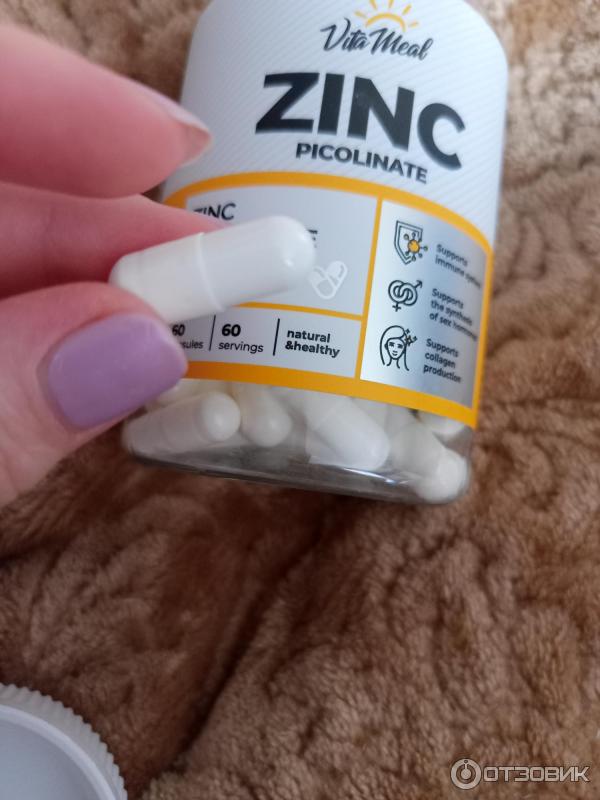 Vita Meal
ZINC
PICOLINATE
ZINC
60
60
servings
natural
&healthy
Supports
immune
Supports
the synthesis
of sex
Supports
collagen
production
ОТЗОВИК